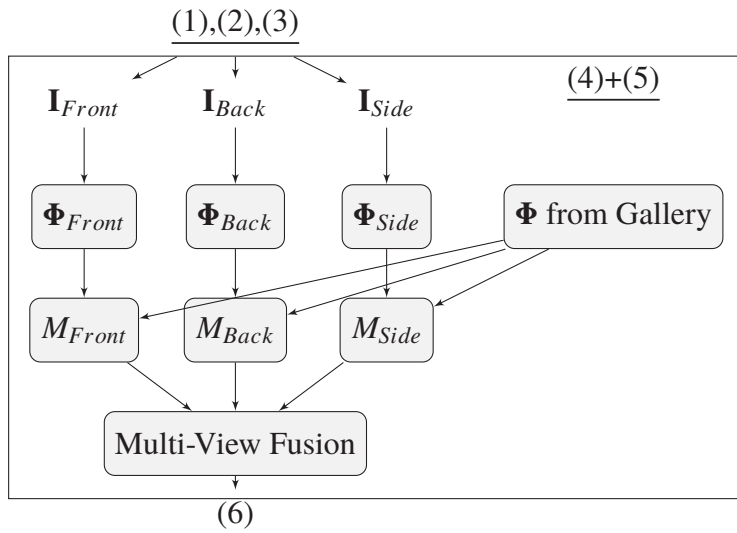 (1),(2),(3)
(4)+(5)
I_Front I_Back I_Side
Φ_Front Φ_Back Φ_Side Φ from Gallery
M_Front M_Back M_Side
Multi-View Fusion
(6)